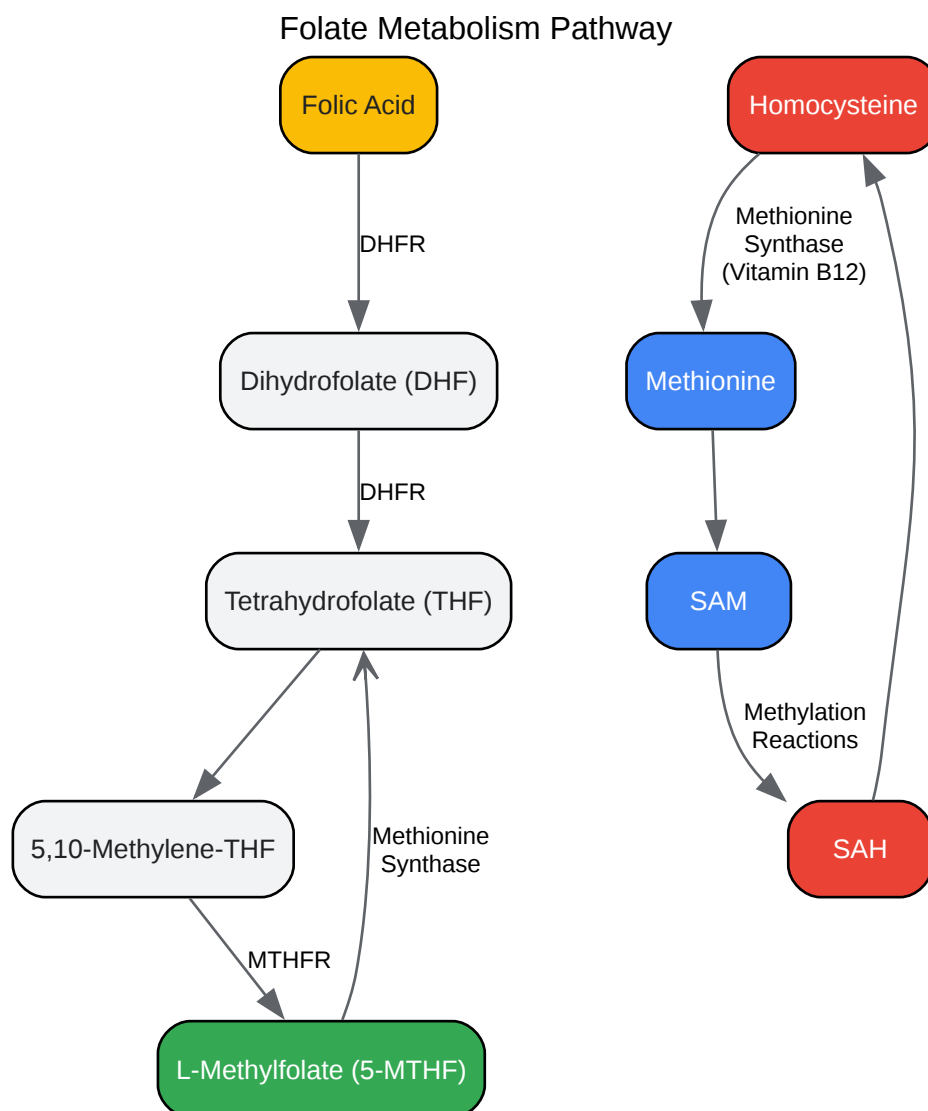 Folate Metabolism Pathway
Folic Acid
DHFR
Dihydrofolate (DHF)
DHFR
Tetrahydrofolate (THF)
5,10-Methylene-THF
Methionine
Synthase
MTHFR
L-Methylfolate (5-MTHF)
Homocysteine
Methionine
Synthase
(Vitamin B12)
Methionine
SAM
Methylation
Reactions
SAH